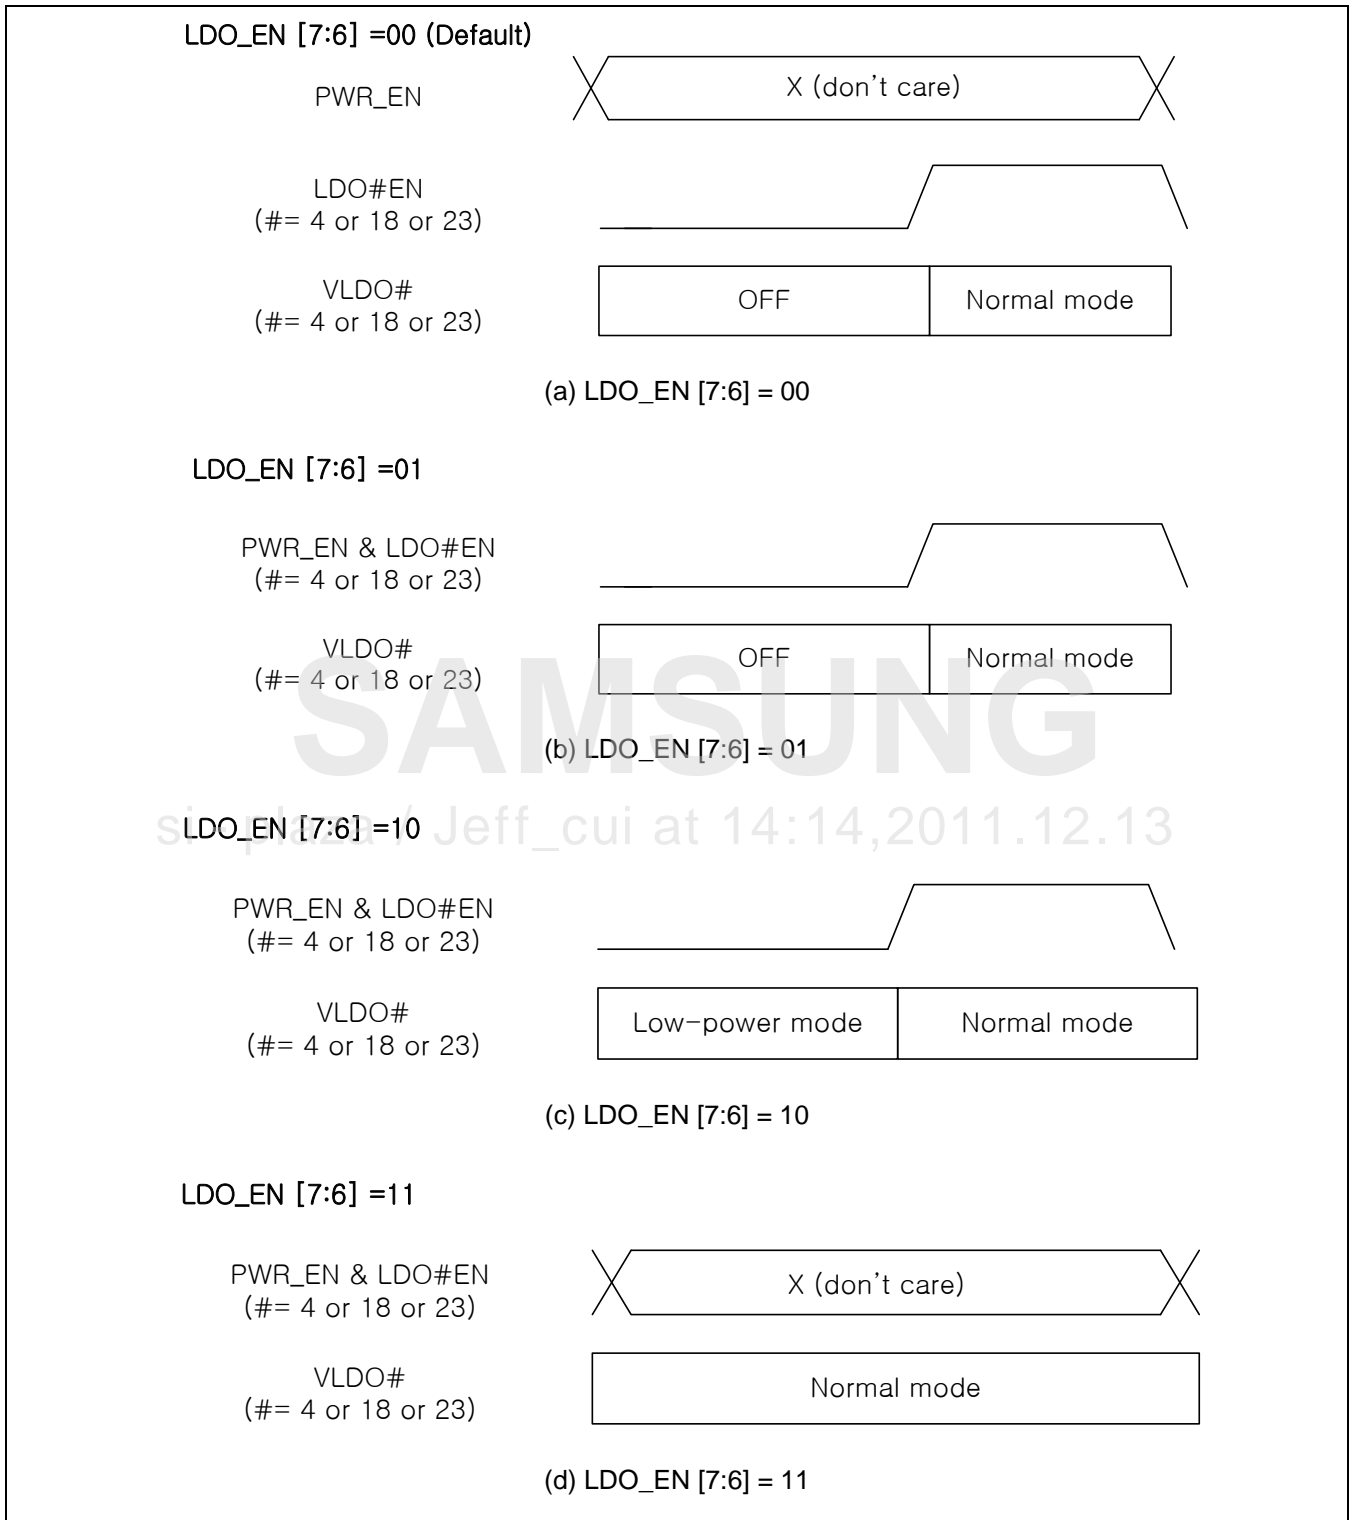 LDO_EN [7:6] =00 (Default)
PWR_EN
X (don't care)
LDO#EN
(#= 4 or 18 or 23)
VLDO#
(#= 4 or 18 or 23)
OFF
Normal mode
(a) LDO_EN [7:6] = 00
LDO_EN [7:6] =01
PWR_EN & LDO#EN
(#= 4 or 18 or 23)
VLDO#
(#= 4 or 18 or 23)
OFF
Normal mode
SAMSUNG
(b) LDO_EN [7:6] = 01
LDO_EN [7:6] =10
/ Jeff_cui at 14:14,2011.12.13
PWR_EN & LDO#EN
(#= 4 or 18 or 23)
VLDO#
(#= 4 or 18 or 23)
Low-power mode
Normal mode
(c) LDO_EN [7:6] = 10
LDO_EN [7:6] =11
PWR_EN & LDO#EN
(#= 4 or 18 or 23)
X (don't care)
VLDO#
(#= 4 or 18 or 23)
Normal mode
(d) LDO_EN [7:6] = 11